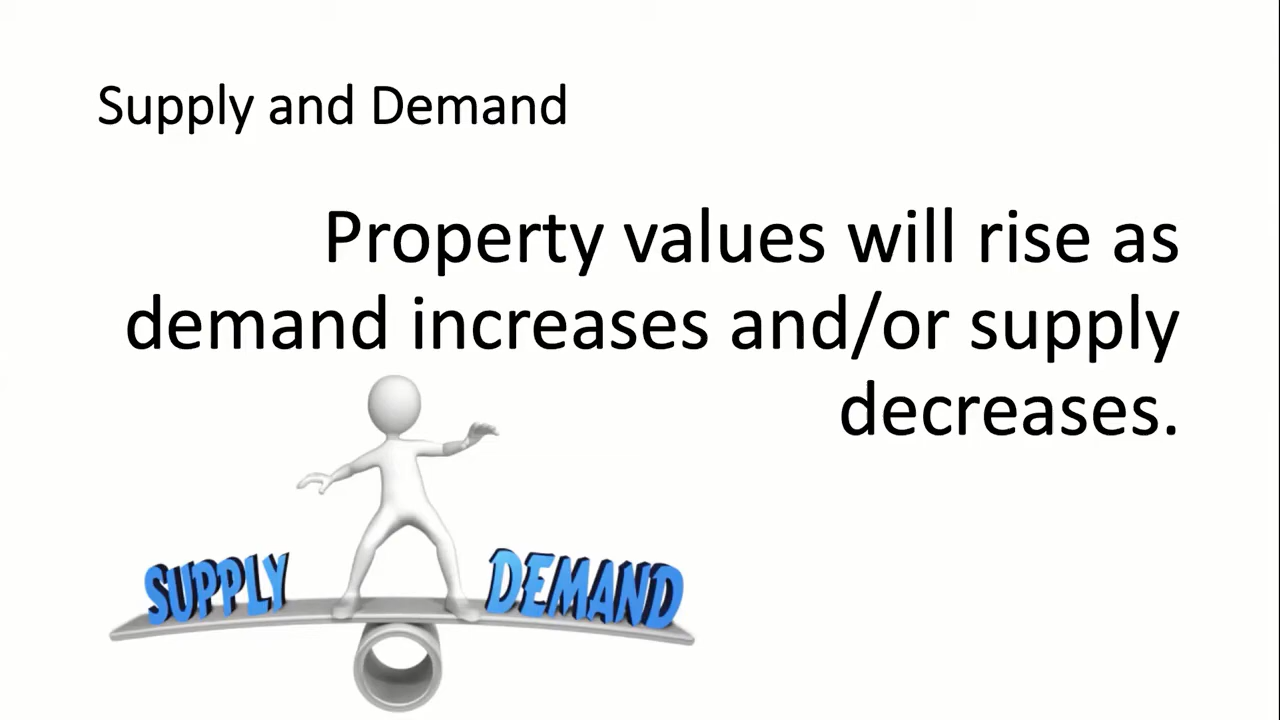 Supply and Demand
Property values will rise as
demand increases and/or supply
decreases.
SUPPLY
DEMAND